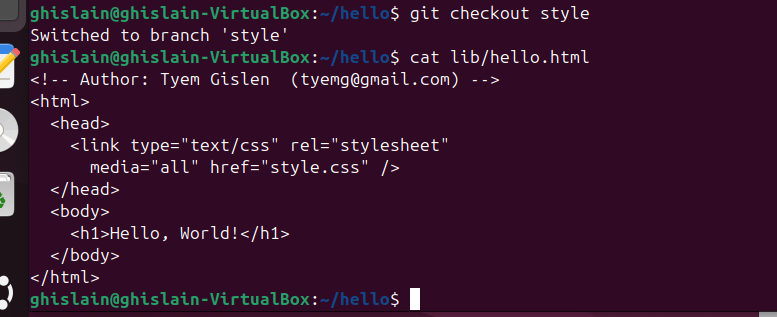 ghislain@ghislain-VirtualBox:~/hello$ git checkout style
Switched to branch 'style'
ghislain@ghislain-VirtualBox:~/hello$ cat lib/hello.html
<!-- Author: Tyem Gislen  (tyemg@gmail.com) -->
<html>
  <head>
    <link type="text/css" rel="stylesheet"
      media="all" href="style.css" />
  </head>
  <body>
    <h1>Hello, World!</h1>
  </body>
</html>
ghislain@ghislain-VirtualBox:~/hello$